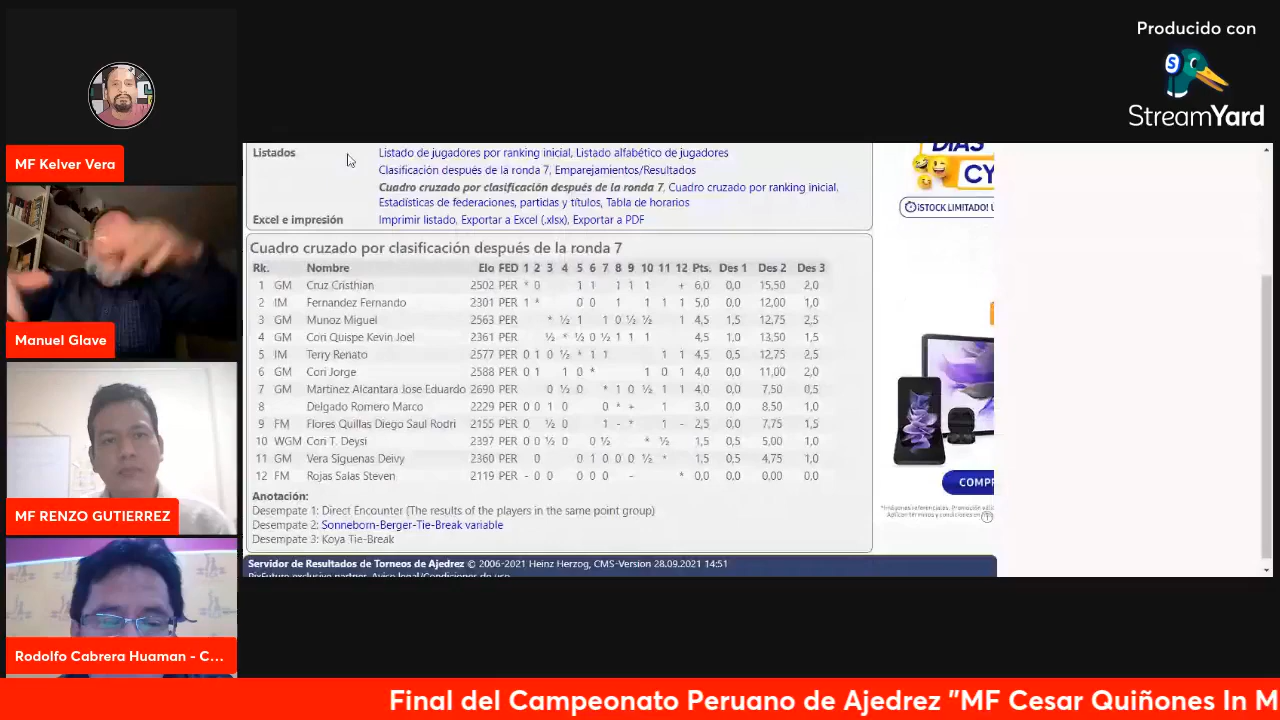 Producido con
StreamYard
MF Kelver Vera
Manuel Glave
MF RENZO GUTIERREZ
Rodolfo Cabrera Huaman - C...
Listados
Listado de jugadores por ranking inicial, Listado alfabético de jugadores
Clasificación después de la ronda 7, Emparejamientos/Resultados
Cuadro cruzado por clasificación después de la ronda 7, Cuadro cruzado por ranking inicial.
Estadísticas de federaciones, partidas y títulos, Tabla de horarios
Excel e impresión Imprimir listado, Exportar a Excel (.xlsx), Exportar a PDF
Cuadro cruzado por clasificación después de la ronda 7
Rk. Nombre Elo FED 1 2 3 4 5 6 7 8 9 10 11 12 Pts. Des 1 Des 2 Des 3
1 GM Cruz Cristhian 2502 PER * 0 1 1 1 1 1 + 6,0 0,0 15,50 2,0
2 IM Fernandez Fernando 2301 PER 1 * 0 0 1 1 1 1 5,0 0,0 12,00 1,0
3 GM Munoz Miguel 2563 PER * ½ 1 1 0 ½ ½ 1 4,5 1,5 12,75 2,5
4 GM Cori Quispe Kevin Joel 2361 PER ½ * ½ 0 ½ 1 1 1 4,5 1,0 13,50 1,5
5 IM Terry Renato 2577 PER 0 1 0 ½ * 1 1 1 1 4,5 0,5 12,75 2,5
6 GM Cori Jorge 2588 PER 0 1 1 0 * 1 0 1 4,0 0,0 11,00 2,0
7 GM Martinez Alcantara Jose Eduardo 2690 PER 0 ½ 0 * 1 0 ½ 1 1 4,0 0,0 7,50 0,5
8 Delgado Romero Marco 2229 PER 0 0 1 0 0 * + 1 3,0 0,0 8,50 1,0
9 FM Flores Quillas Diego Saul Rodri 2155 PER 0 ½ 0 1 - * 1 - 2,5 0,0 7,75 1,5
10 WGM Cori T. Deysi 2397 PER 0 0 ½ 0 0 ½ * ½ 1,5 0,5 5,00 1,0
11 GM Vera Siguenas Deivy 2360 PER 0 0 1 0 0 0 ½ * 1,5 0,5 4,75 1,0
12 FM Rojas Salas Steven 2119 PER - 0 0 0 0 0 - * 0,0 0,0 0,00 0,0
Anotación:
Desempate 1: Direct Encounter (The results of the players in the same point group)
Desempate 2: Sonneborn-Berger-Tie-Break variable
Desempate 3: Koya Tie-Break
Servidor de Resultados de Torneos de Ajedrez © 2006-2021 Heinz Herzog, CMS-Version 28.09.2021 14:51
DIAS
CY
¡STOCK LIMITADO! U
COMPR
Final del Campeonato Peruano de Ajedrez "MF Cesar Quiñones In M